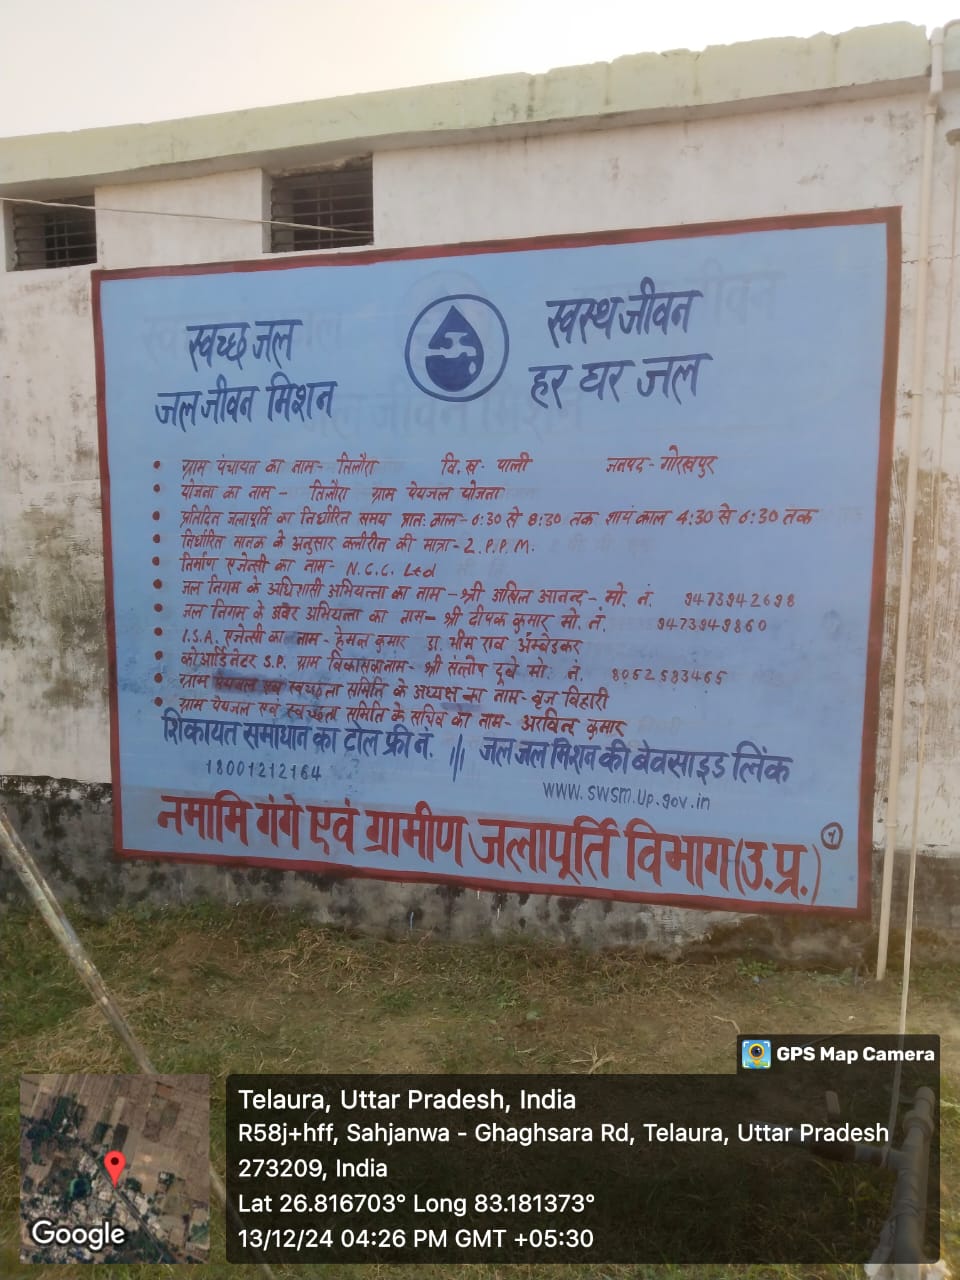 स्वच्छ जल
स्वस्थ जीवन
जल जीवन मिशन
हर घर जल
• ग्राम पंचायत का नाम- तिलौरा वि.ख. पाली जनपद- गोरखपुर
• योजना का नाम - तिलौरा ग्राम पेयजल योजना
• प्रतिदिन जलापूर्ति का निर्धारित समय प्रातः काल- 6:30 से 8:30 तक शायं काल 4:30 से 6:30 तक
• निर्धारित मानक के अनुसार क्लोरीन की मात्रा- 2.P.P.M.
• निर्माण एजेन्सी का नाम- N.C.C. Ltd
• जल निगम के अधिशासी अभियन्ता का नाम - श्री अखिल आनन्द- मो. नं. 9473942698
• जल निगम के अवर अभियन्ता का नाम- श्री दीपक कुमार मो. नं. 9473949860
• I.S.A. एजेन्सी का नाम- हेमन्त कुमार डा. भीम राव अम्बेडकर
• कोआर्डिनेटर S.P. ग्राम विकास का नाम- श्री संतोष दूबे मो. नं. 8052583465
• ग्राम पेयजल एवं स्वच्छता समिति के अध्यक्ष का नाम- बृज बिहारी
• ग्राम पेयजल एवं स्वच्छता समिति के सचिव का नाम- अरविन्द कुमार
शिकायत समाधान का टोल फ्री नं. /// जल जल मिशन की बेवसाइड लिंक
18001212164
www.swsm.up.gov.in
नमामि गंगे एवं ग्रामीण जलापूर्ति विभाग (उ.प्र.)
GPS Map Camera
Telaura, Uttar Pradesh, India
R58j+hff, Sahjanwa - Ghaghsara Rd, Telaura, Uttar Pradesh
273209, India
Lat 26.816703° Long 83.181373°
13/12/24 04:26 PM GMT +05:30
Google